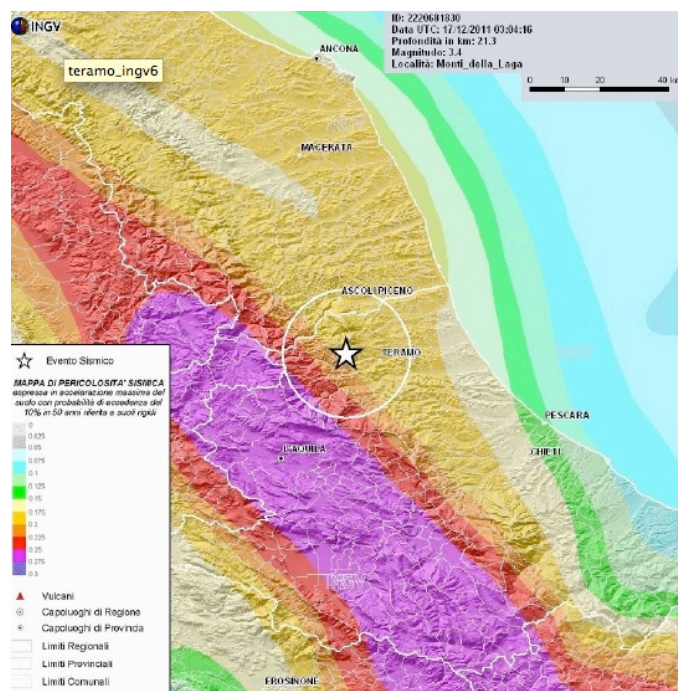 INGV
ID: 2220681830
Data UTC: 17/12/2011 03:04:16
Profondità in km: 21.3
Magnitudo: 3.4
Località: Monti_della_Laga
0 10 20 40 km
teramo_ingv6
ANCONA
MACERATA
ASCOLI PICENO
TERAMO
PESCARA
CHIETI
L'AQUILA
INGV
FROSINONE
Evento Sismico
MAPPA DI PERICOLOSITA' SISMICA
espressa in accelerazione massima del
suolo con probabilità di eccedenza del
10% in 50 anni riferita a suoli rigidi
0
0.025
0.05
0.075
0.1
0.125
0.15
0.175
0.2
0.225
0.25
0.275
0.3
Vulcani
Capoluoghi di Regione
Capoluoghi di Provincia
Limiti Regionali
Limiti Provinciali
Limiti Comunali